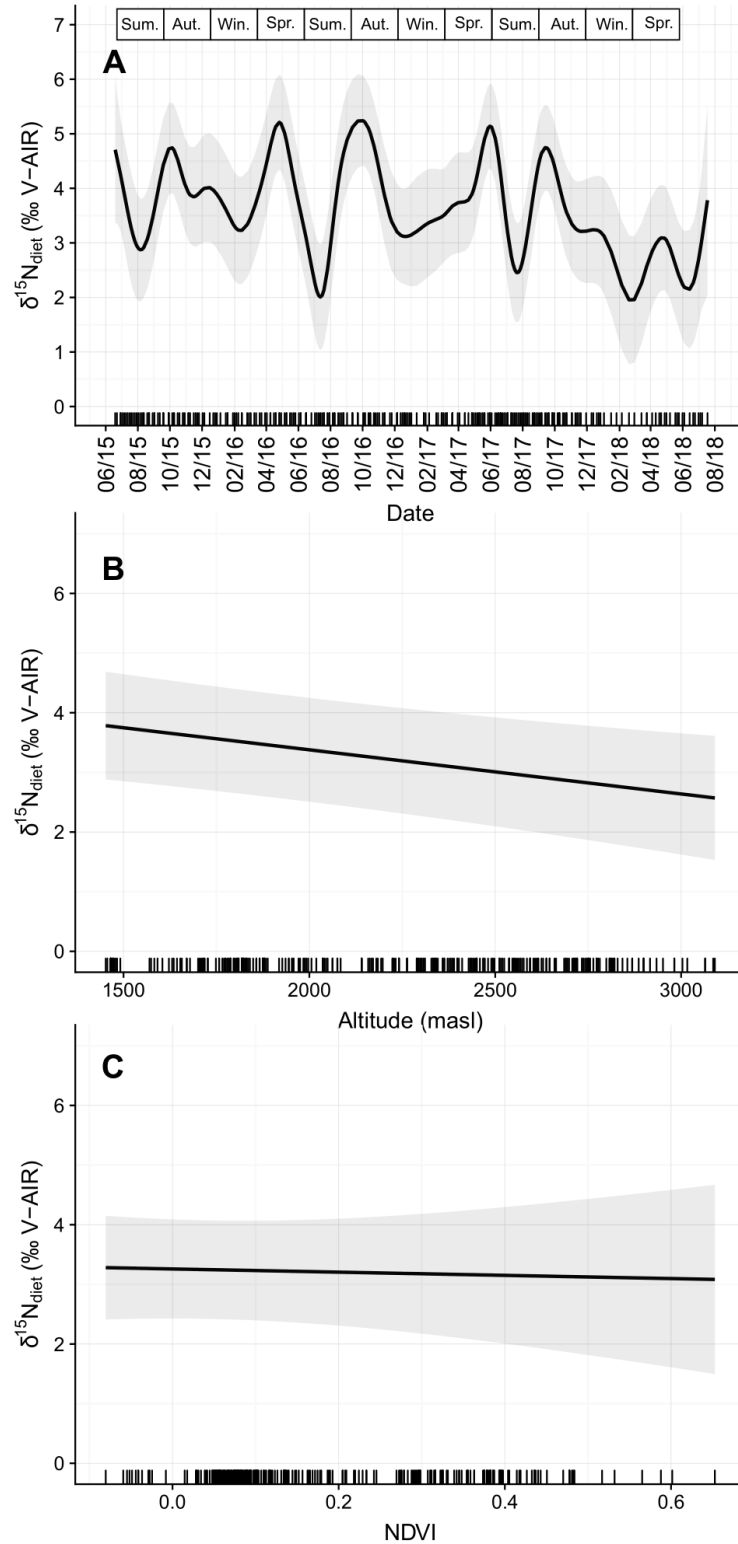 Sum. Aut. Win. Spr. Sum. Aut. Win. Spr. Sum. Aut. Win. Spr.
A
7
6
5
4
3
2
1
0
δ¹⁵N_diet (‰ V−AIR)
06/15 08/15 10/15 12/15 02/16 04/16 06/16 08/16 10/16 12/16 02/17 04/17 06/17 08/17 10/17 12/17 02/18 04/18 06/18 08/18
Date
B
6
4
2
0
δ¹⁵N_diet (‰ V−AIR)
1500 2000 2500 3000
Altitude (masl)
C
6
4
2
0
δ¹⁵N_diet (‰ V−AIR)
0.0 0.2 0.4 0.6
NDVI